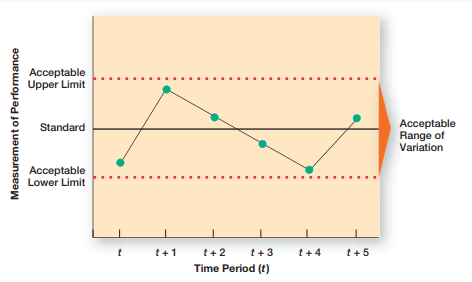 Measurement of Performance
Acceptable
Upper Limit
Standard
Acceptable
Lower Limit
Acceptable
Range of
Variation
t
t + 1
t + 2
t + 3
t + 4
t + 5
Time Period (t)